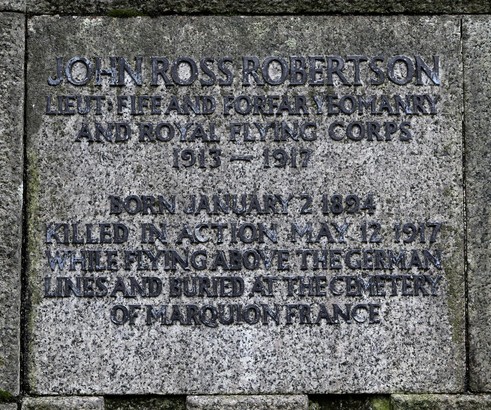 JOHN ROSS ROBERTSON
LIEUT: FIFE AND FORFAR YEOMANRY
AND ROYAL FLYING CORPS
1913 — 1917
BORN JANUARY 2 1894
KILLED IN ACTION MAY 12 1917
WHILE FLYING ABOVE THE GERMAN
LINES AND BURIED AT THE CEMETERY
OF MARQUION FRANCE